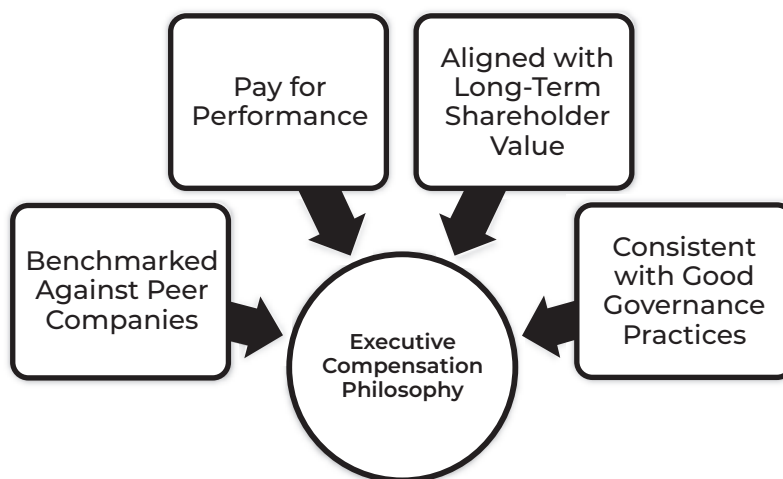 Pay for
Performance
Aligned with
Long-Term
Shareholder
Value
Benchmarked
Against Peer
Companies
Consistent
with Good
Governance
Practices
Executive
Compensation
Philosophy